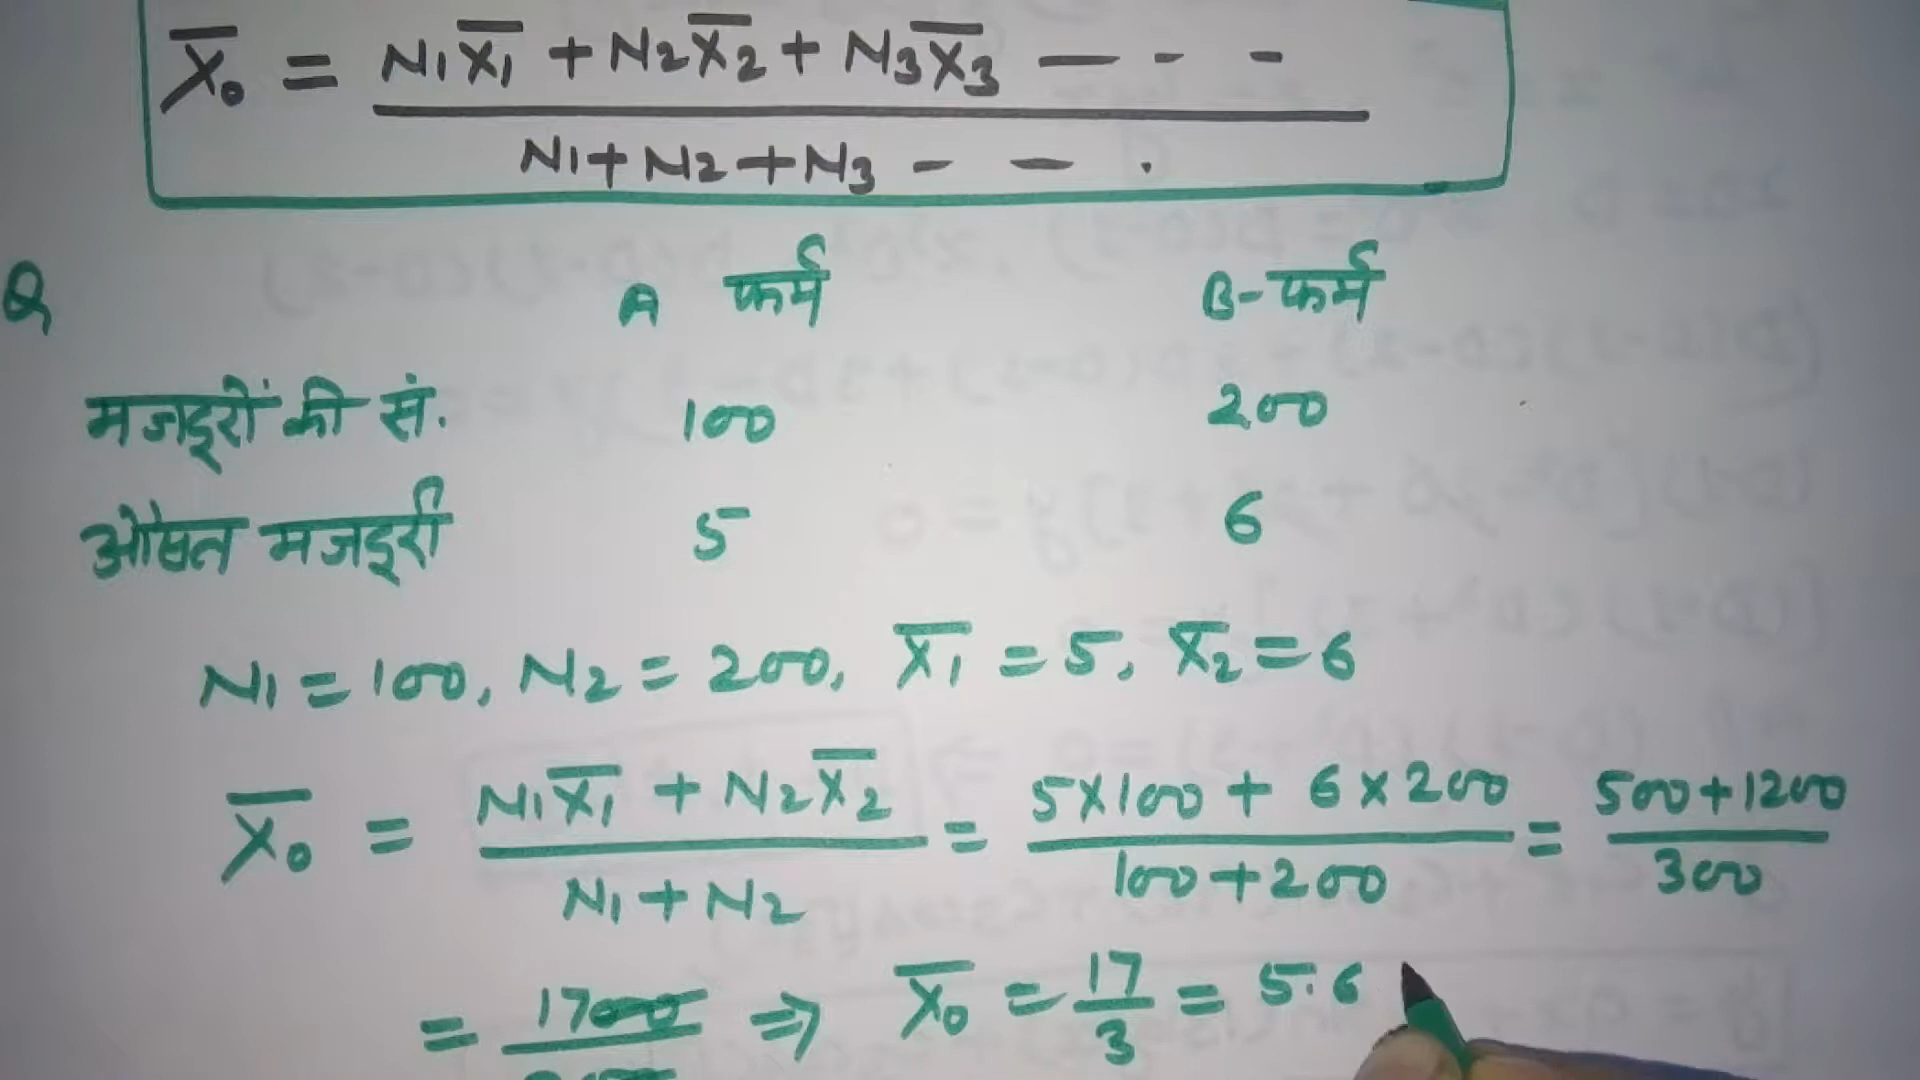 X̅₀ = N₁X̅₁ + N₂X̅₂ + N₃X̅₃ — - -
N₁ + N₂ + N₃ - — .
Q A फर्म B-फर्म
मजदूरों की सं. 100 200
औसत मजदूरी 5 6
N₁ = 100, N₂ = 200, X̅₁ = 5, X̅₂ = 6
X̅₀ = N₁X̅₁ + N₂X̅₂ / N₁ + N₂ = 5×100 + 6×200 / 100+200 = 500+1200 / 300
= 1700 ⇒ X̅₀ = 17/3 = 5.6